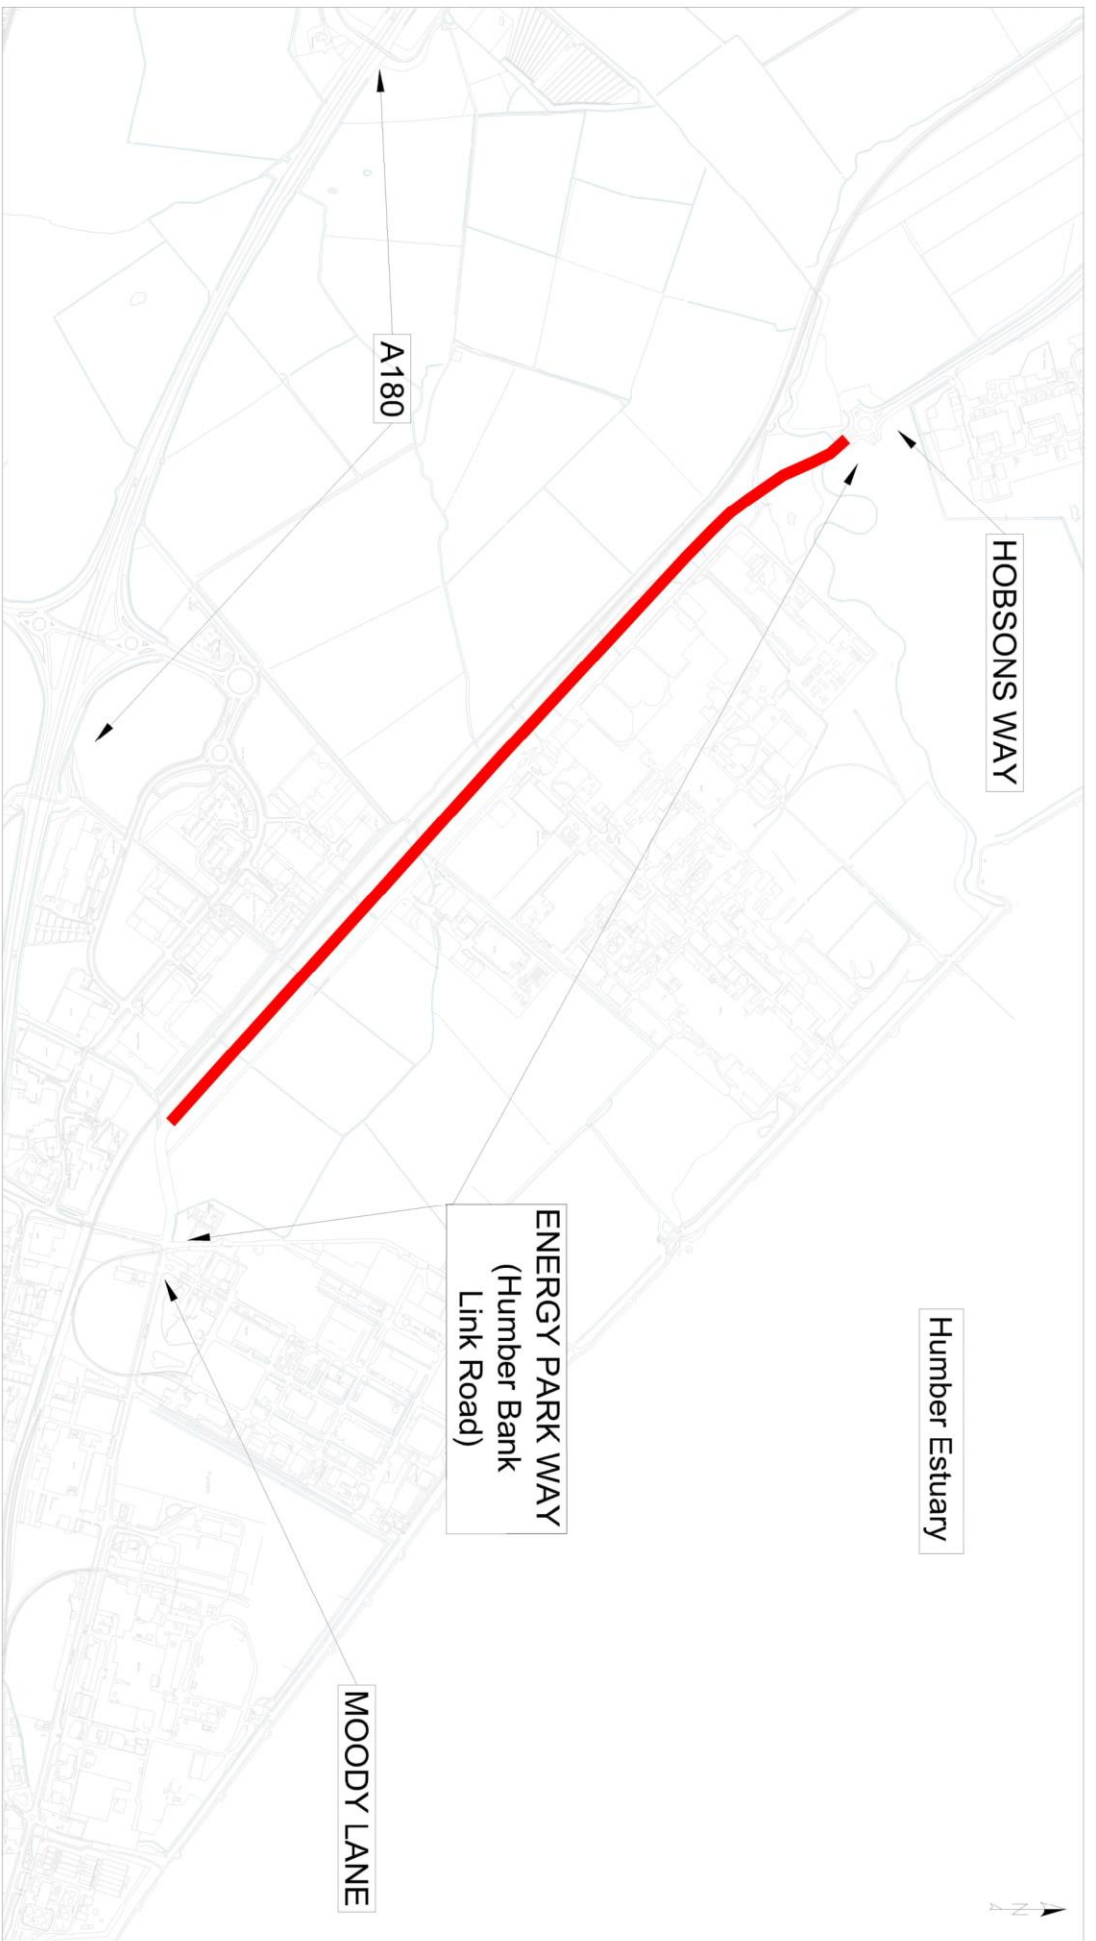 HOBSONS WAY
Humber Estuary
A180
ENERGY PARK WAY
(Humber Bank
Link Road)
MOODY LANE
N